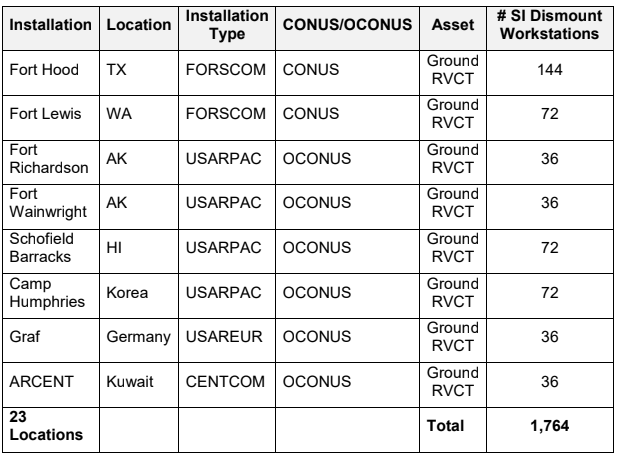 Installation Location Installation Type CONUS/OCONUS Asset # SI Dismount Workstations
Fort Hood TX FORSCOM CONUS Ground RVCT 144
Fort Lewis WA FORSCOM CONUS Ground RVCT 72
Fort Richardson AK USARPAC OCONUS Ground RVCT 36
Fort Wainwright AK USARPAC OCONUS Ground RVCT 36
Schofield Barracks HI USARPAC OCONUS Ground RVCT 72
Camp Humphries Korea USARPAC OCONUS Ground RVCT 72
Graf Germany USAREUR OCONUS Ground RVCT 36
ARCENT Kuwait CENTCOM OCONUS Ground RVCT 36
23 Locations Total 1,764